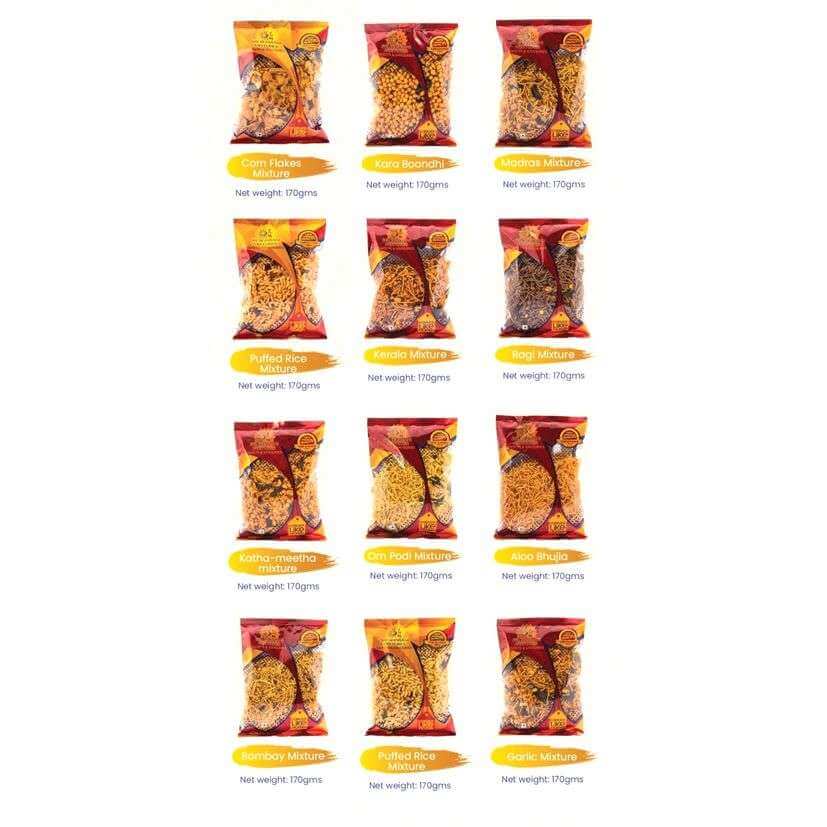 Corn Flakes
Mixture
Net weight: 170gms
Kara Boondhi
Net weight: 170gms
Madras Mixture
Net weight: 170gms
Puffed Rice
Mixture
Net weight: 170gms
Kerala Mixture
Net weight: 170gms
Ragi Mixture
Net weight: 170gms
Katha-meetha
mixture
Net weight: 170gms
Om Podi Mixture
Net weight: 170gms
Aloo Bhujia
Net weight: 170gms
Bombay Mixture
Net weight: 170gms
Puffed Rice
Mixture
Net weight: 170gms
Garlic Mixture
Net weight: 170gms